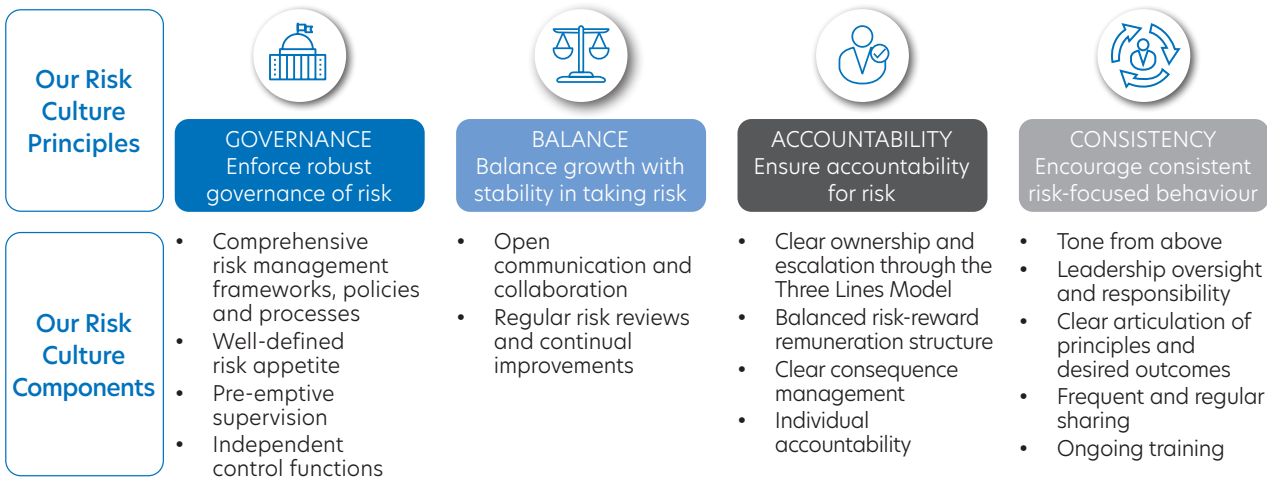 Our Risk
Culture
Principles
GOVERNANCE
Enforce robust
governance of risk
BALANCE
Balance growth with
stability in taking risk
ACCOUNTABILITY
Ensure accountability
for risk
CONSISTENCY
Encourage consistent
risk-focused behaviour
Our Risk
Culture
Components
• Comprehensive
risk management
frameworks, policies
and processes
• Well-defined
risk appetite
• Pre-emptive
supervision
• Independent
control functions
• Open
communication and
collaboration
• Regular risk reviews
and continual
improvements
• Clear ownership and
escalation through the
Three Lines Model
• Balanced risk-reward
remuneration structure
• Clear consequence
management
• Individual
accountability
• Tone from above
• Leadership oversight
and responsibility
• Clear articulation of
principles and
desired outcomes
• Frequent and regular
sharing
• Ongoing training